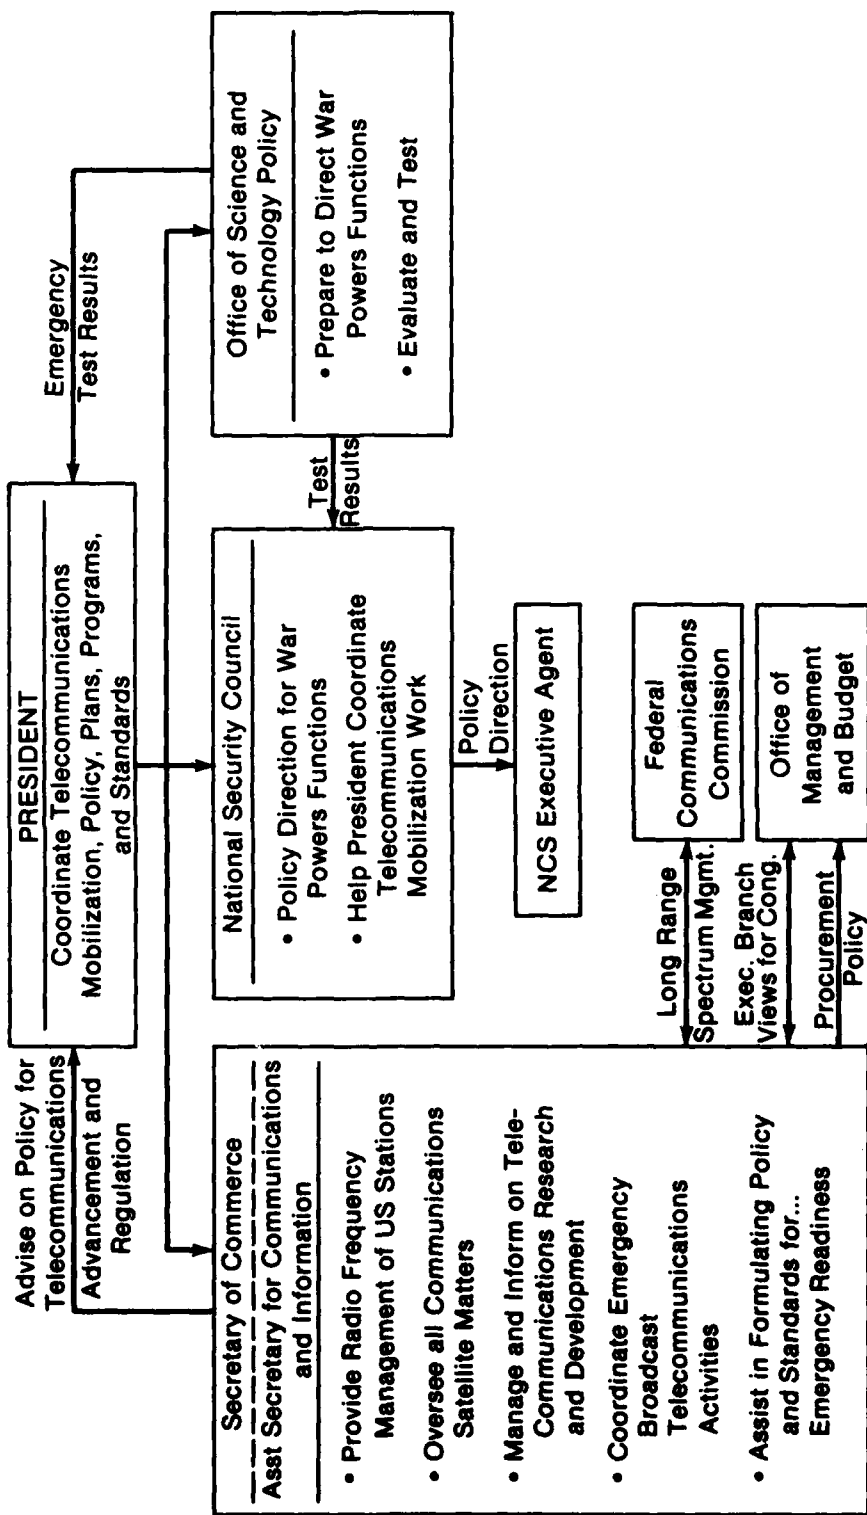 PRESIDENT
Coordinate Telecommunications
Mobilization, Policy, Plans, Programs,
and Standards
Advise on Policy for
Telecommunications
Advancement and
Regulation
Emergency
Test Results
Secretary of Commerce
Asst Secretary for Communications
and Information
• Provide Radio Frequency
Management of US Stations
• Oversee all Communications
Satellite Matters
• Manage and Inform on Tele-
Communications Research
and Development
• Coordinate Emergency
Broadcast
Telecommunications
Activities
• Assist in Formulating Policy
and Standards for...
Emergency Readiness
National Security Council
• Policy Direction for War
Powers Functions
• Help President Coordinate
Telecommunications
Mobilization Work
Test
Results
Office of Science and
Technology Policy
• Prepare to Direct War
Powers Functions
• Evaluate and Test
Policy
Direction
NCS Executive Agent
Long Range
Spectrum Mgmt.
Federal
Communications
Commission
Exec. Branch
Views for Cong.
Procurement
Policy
Office of
Management
and Budget